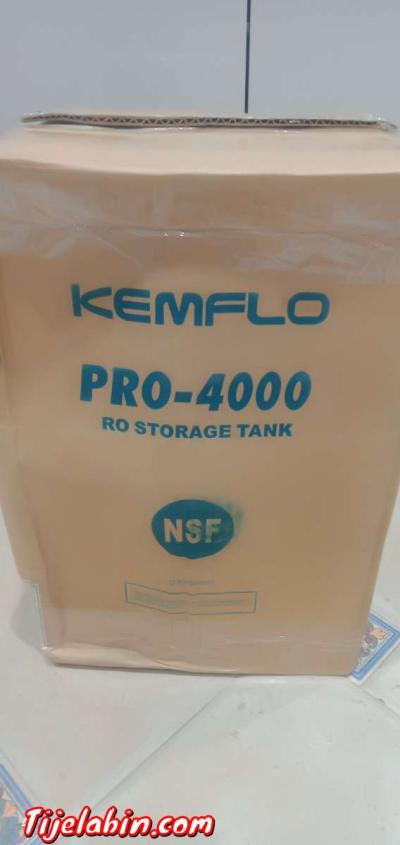 KEMFLO
PRO-4000
RO STORAGE TANK
NSF
Tijelabin.com